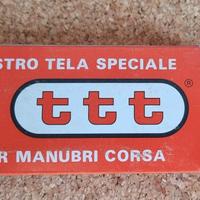 STRO TELA SPECIALE
ttt ®
R MANUBRI CORSA